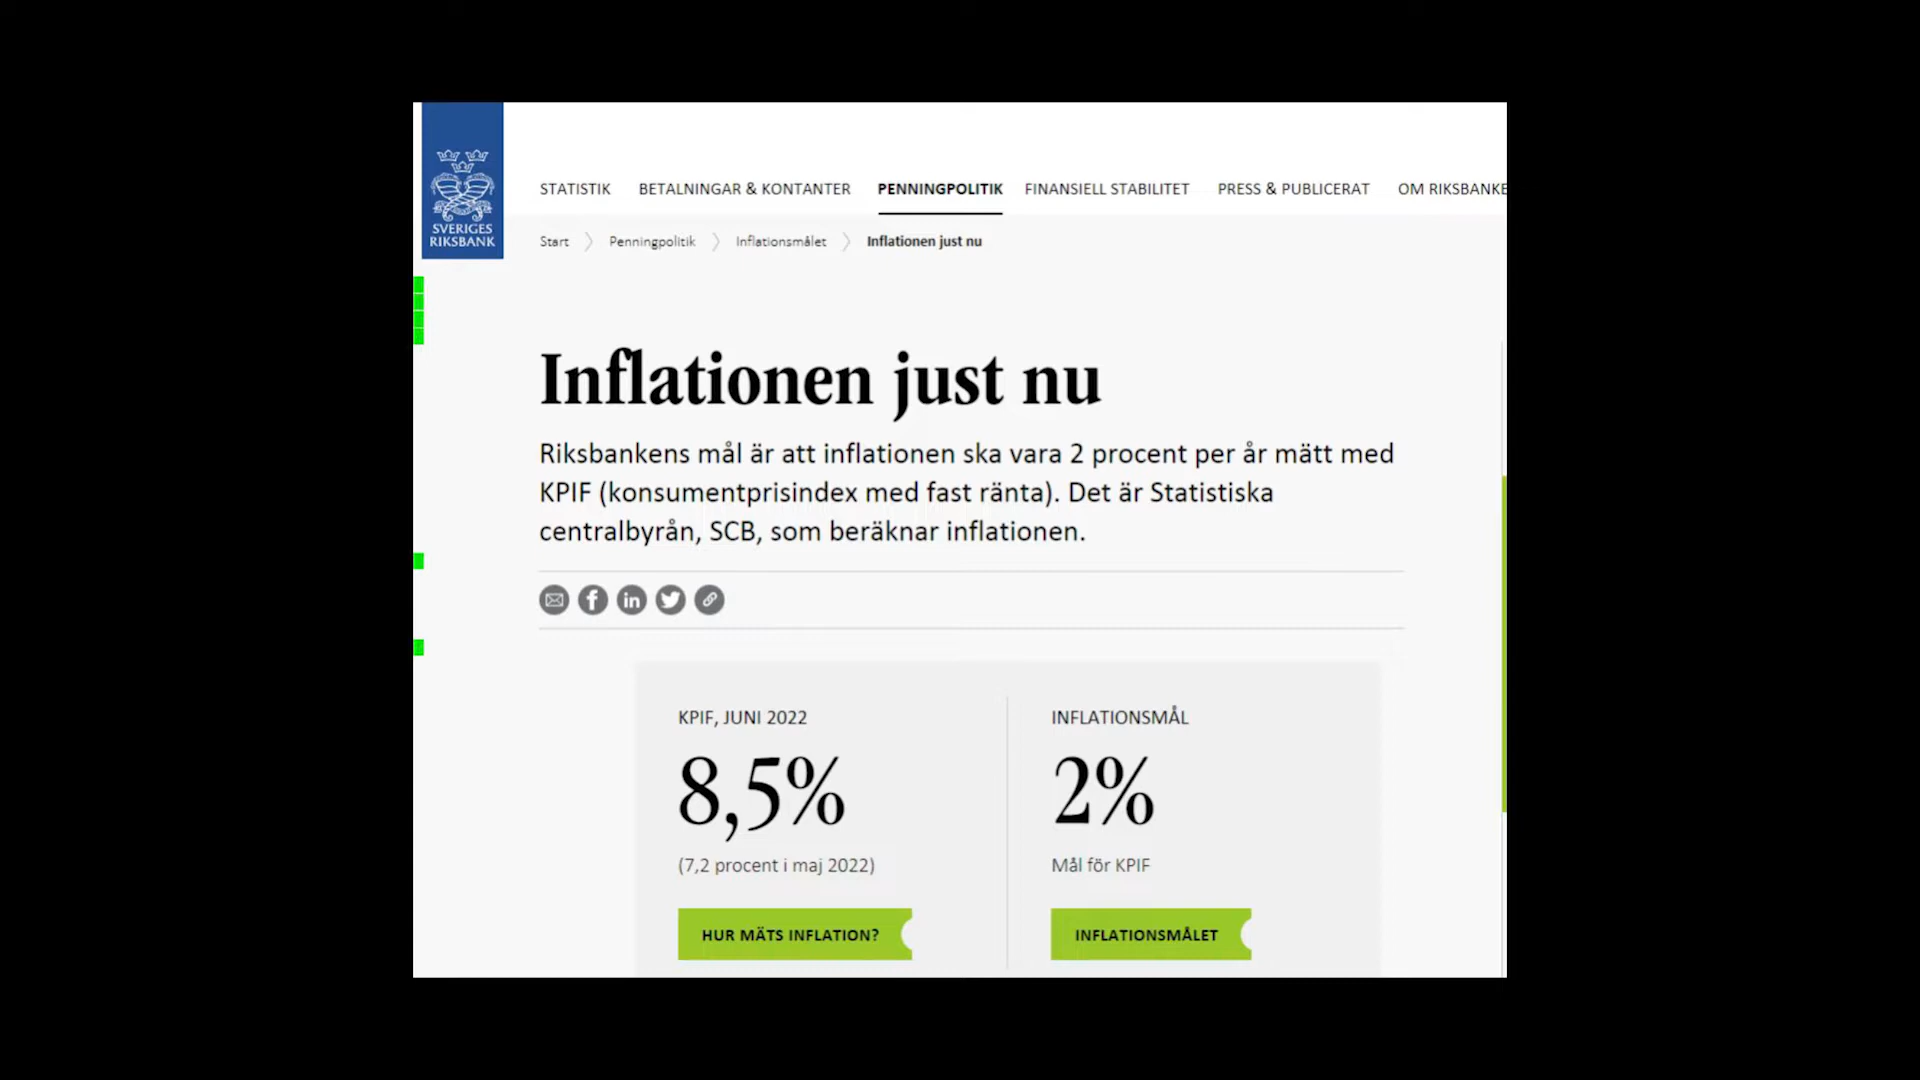 SVERIGES
RIKSBANK
STATISTIK BETALNINGAR & KONTANTER PENNINGPOLITIK FINANSIELL STABILITET PRESS & PUBLICERAT OM RIKSBANKE
Start Penningpolitik Inflationsmålet Inflationen just nu
Inflationen just nu
Riksbankens mål är att inflationen ska vara 2 procent per år mätt med
KPIF (konsumentprisindex med fast ränta). Det är Statistiska
centralbyrån, SCB, som beräknar inflationen.
KPIF, JUNI 2022
8,5%
(7,2 procent i maj 2022)
HUR MÄTS INFLATION?
INFLATIONSMÅL
2%
Mål för KPIF
INFLATIONSMÅLET